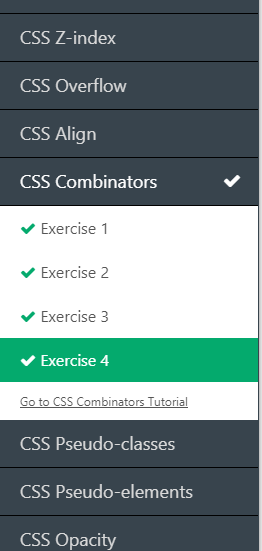 CSS Z-index
CSS Overflow
CSS Align
CSS Combinators
Exercise 1
Exercise 2
Exercise 3
Exercise 4
Go to CSS Combinators Tutorial
CSS Pseudo-classes
CSS Pseudo-elements
CSS Opacity